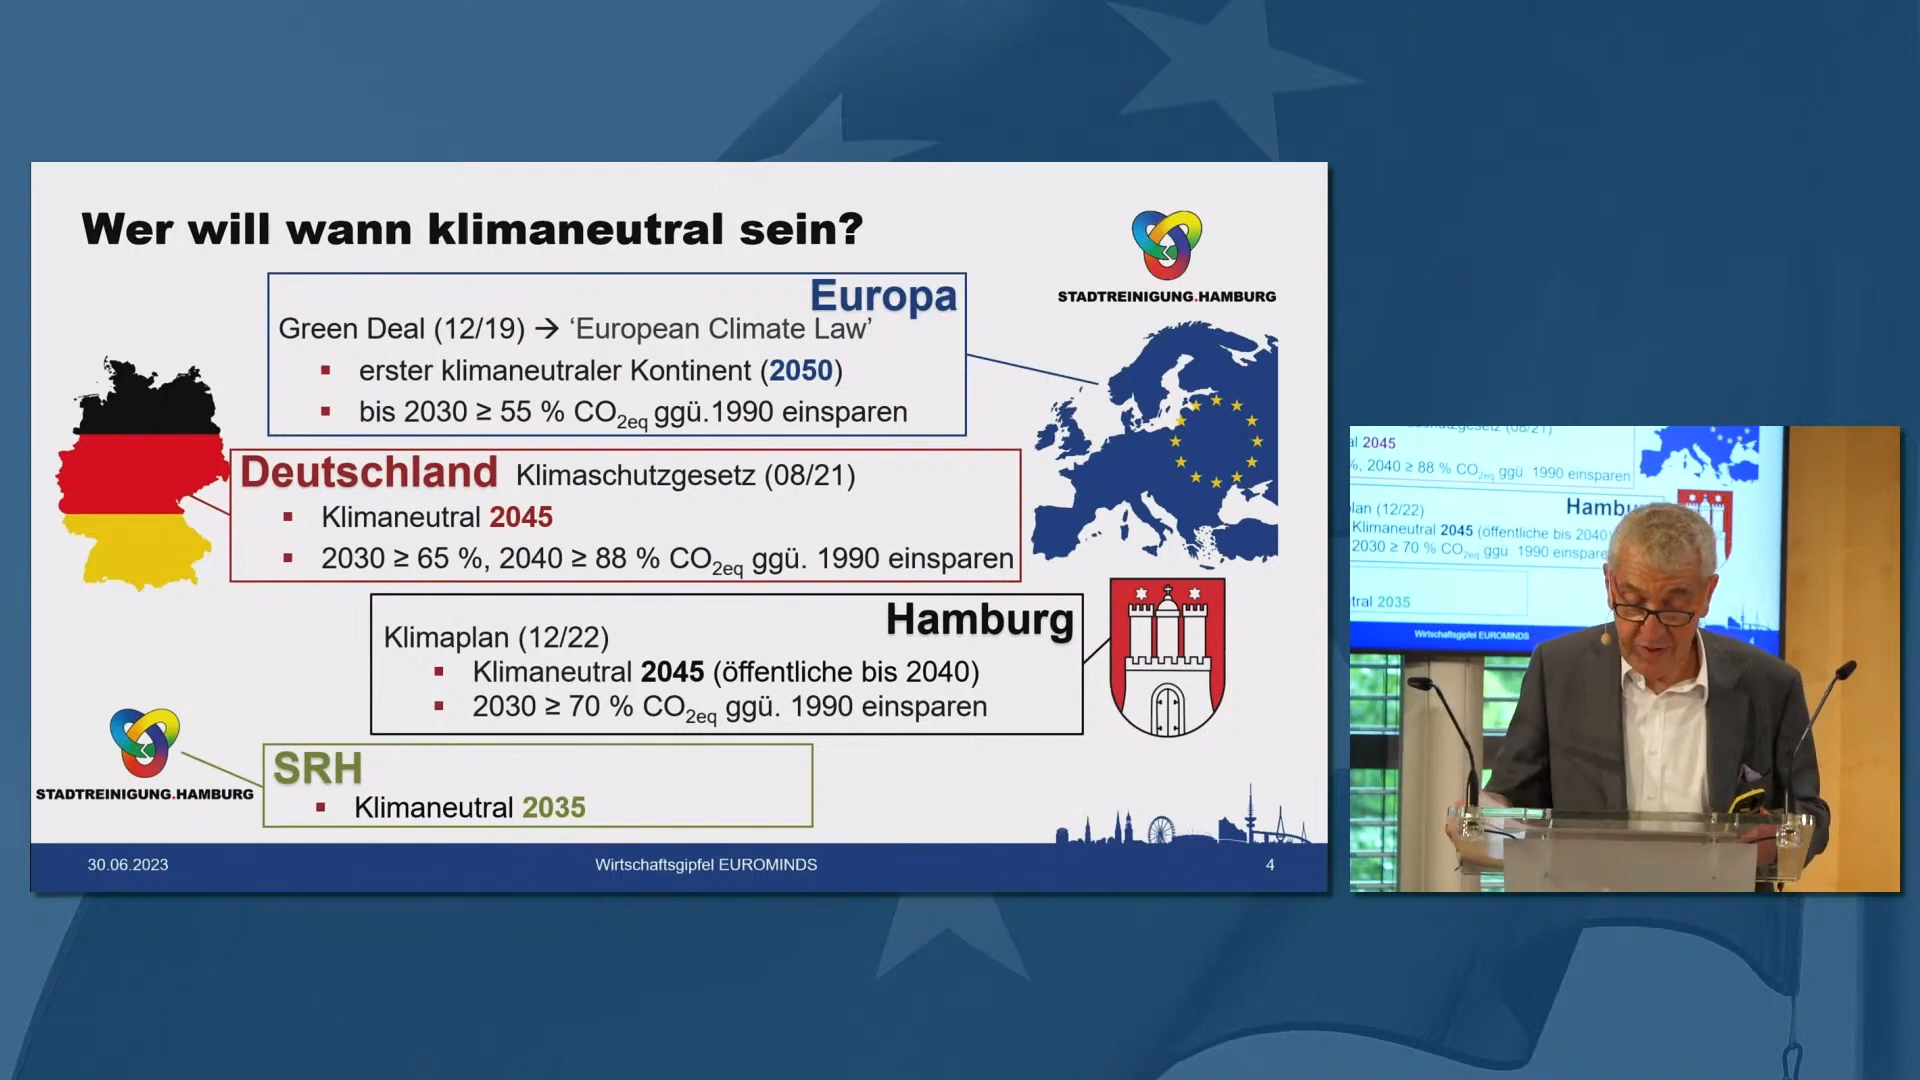 Wer will wann klimaneutral sein?
STADTREINIGUNG.HAMBURG
Europa
Green Deal (12/19) → ‘European Climate Law’
▪ erster klimaneutraler Kontinent (2050)
▪ bis 2030 ≥ 55 % CO2eq ggü.1990 einsparen
Deutschland Klimaschutzgesetz (08/21)
▪ Klimaneutral 2045
▪ 2030 ≥ 65 %, 2040 ≥ 88 % CO2eq ggü. 1990 einsparen
Hamburg
Klimaplan (12/22)
▪ Klimaneutral 2045 (öffentliche bis 2040)
▪ 2030 ≥ 70 % CO2eq ggü. 1990 einsparen
STADTREINIGUNG.HAMBURG
SRH
▪ Klimaneutral 2035
30.06.2023
Wirtschaftsgipfel EUROMINDS
4
2045
%, 2040 ≥ 88 % CO2eq ggü 1990 einsparen
Hambu
lan (12/22)
Klimaneutral 2045 (öffentliche bis 2040
2030 ≥ 70 % CO2eq ggü. 1990 einspare
tral 2035
Wirtschaftsgipfel EUROMINDS
4